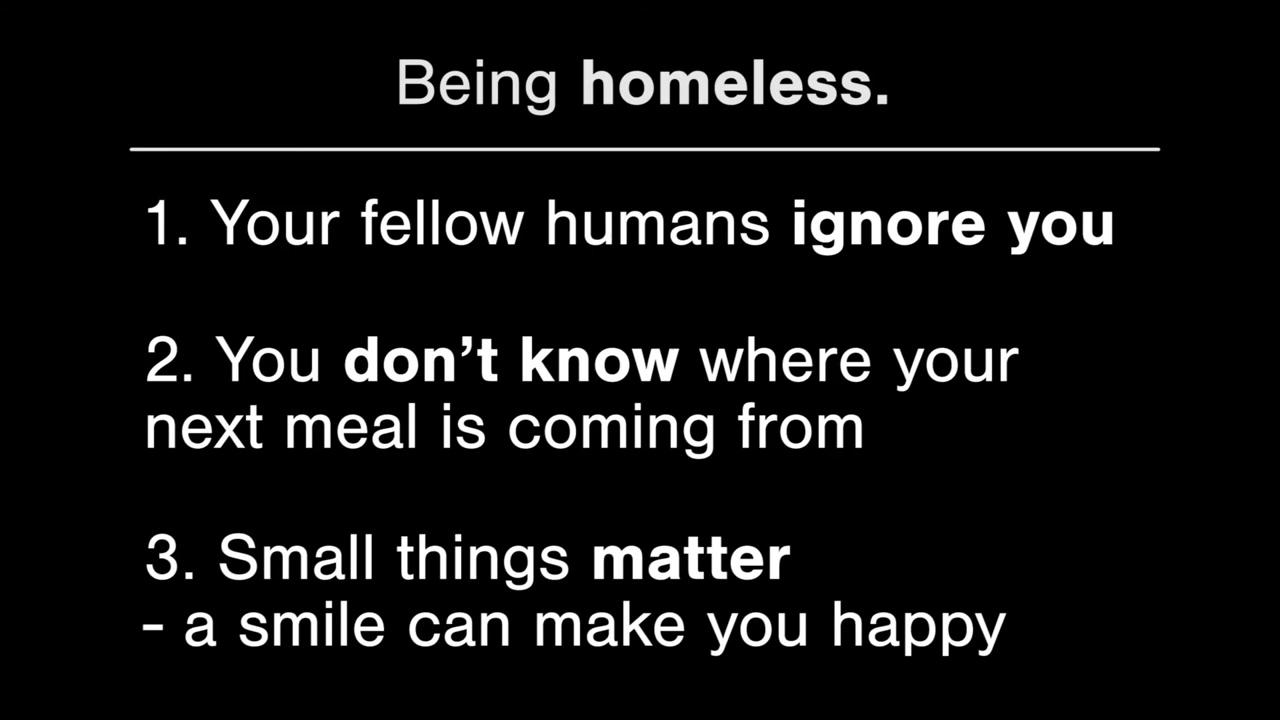 Being homeless.
1. Your fellow humans ignore you
2. You don’t know where your
next meal is coming from
3. Small things matter
- a smile can make you happy